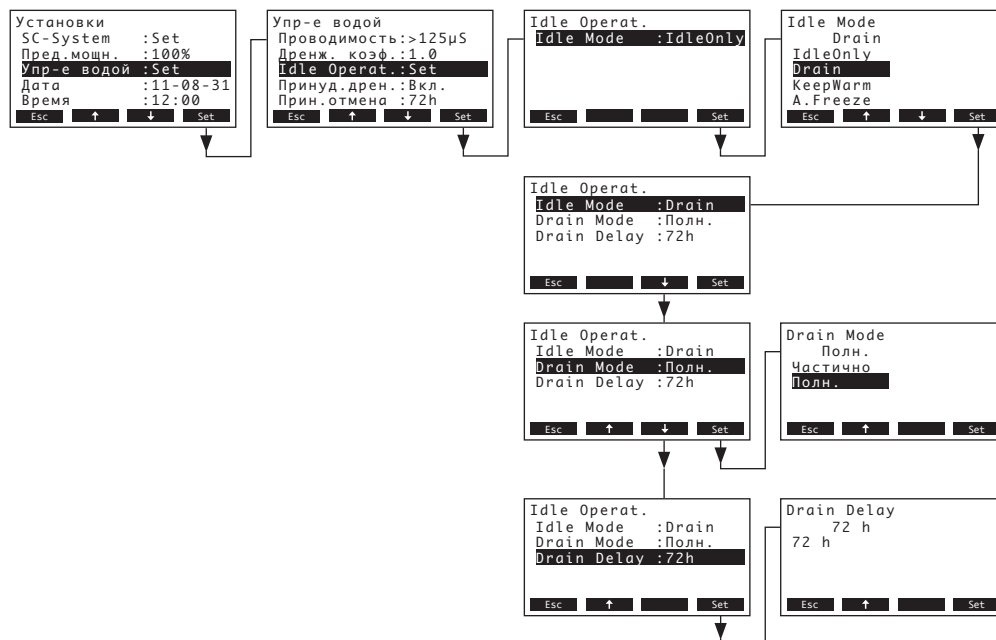 Установки
SC-System :Set
Пред.мощн. :100%
Упр-е водой :Set
Дата :11-08-31
Время :12:00
Esc ↑ ↓ Set
Упр-е водой
Проводимость:>125µS
Дренж. коэф.:1.0
Idle Operat.:Set
Принуд.дрен.:Вкл.
Прин.отмена :72h
Esc ↑ ↓ Set
Idle Operat.
Idle Mode :IdleOnly
Esc Set
Idle Mode
Drain
IdleOnly
Drain
KeepWarm
A.Freeze
Esc ↑ ↓ Set
Idle Operat.
Idle Mode :Drain
Drain Mode :Полн.
Drain Delay :72h
Esc ↓ Set
Idle Operat.
Idle Mode :Drain
Drain Mode :Полн.
Drain Delay :72h
Esc ↑ ↓ Set
Drain Mode
Полн.
Частично
Полн.
Esc ↑ Set
Idle Operat.
Idle Mode :Drain
Drain Mode :Полн.
Drain Delay :72h
Esc ↑ Set
Drain Delay
72 h
72 h
Esc ↑ Set